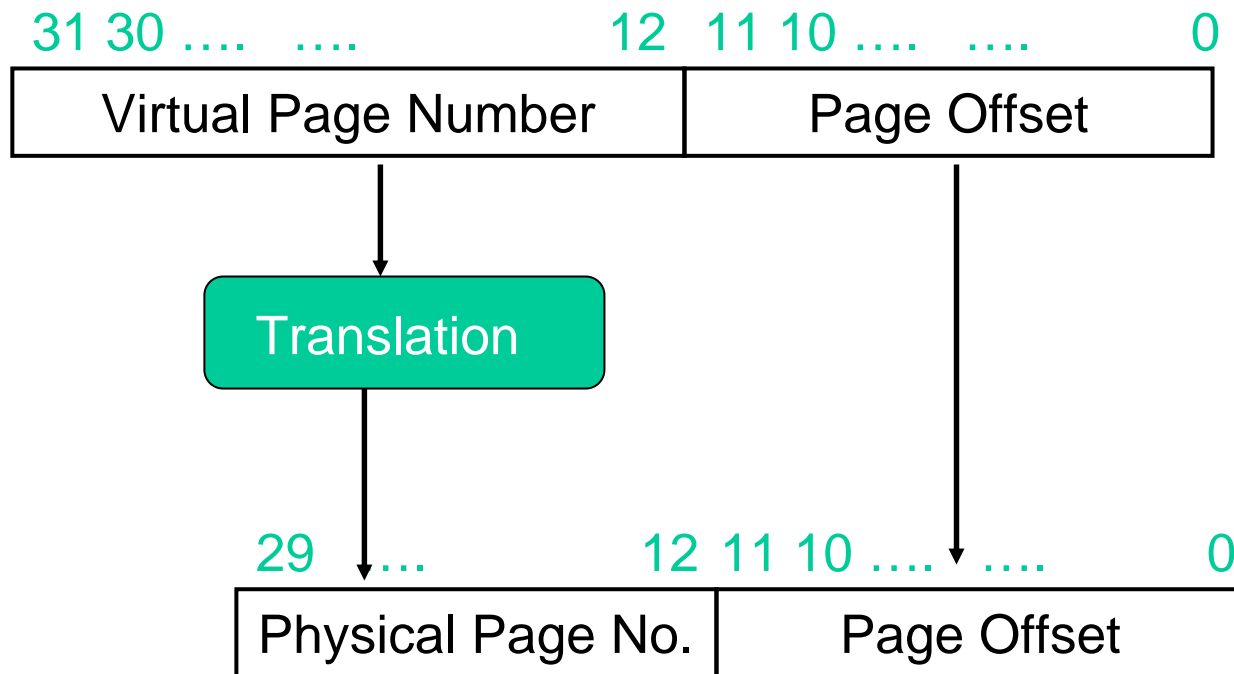 31 30 .... .... 12 11 10 .... .... 0
Virtual Page Number Page Offset
Translation
29 .... 12 11 10 .... .... 0
Physical Page No. Page Offset